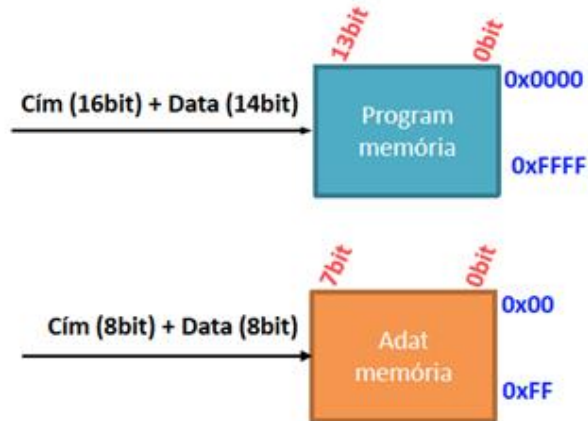 13bit
0bit
0x0000
Cím (16bit) + Data (14bit)
Program
memória
0xFFFF
7bit
0bit
0x00
Cím (8bit) + Data (8bit)
Adat
memória
0xFF